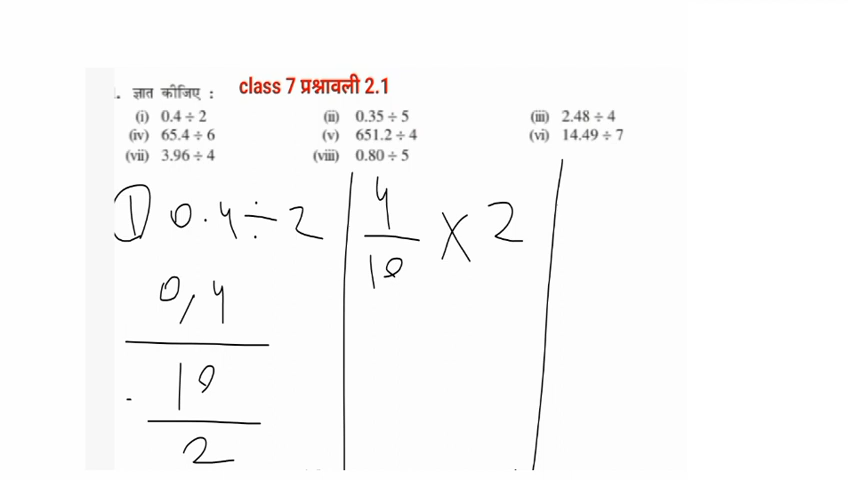 . ज्ञात कीजिए : class 7 प्रश्नावली 2.1
(i) 0.4 ÷ 2 (ii) 0.35 ÷ 5 (iii) 2.48 ÷ 4
(iv) 65.4 ÷ 6 (v) 651.2 ÷ 4 (vi) 14.49 ÷ 7
(vii) 3.96 ÷ 4 (viii) 0.80 ÷ 5
1) 0.4 ÷ 2
0,4
10
2
4
10 × 2